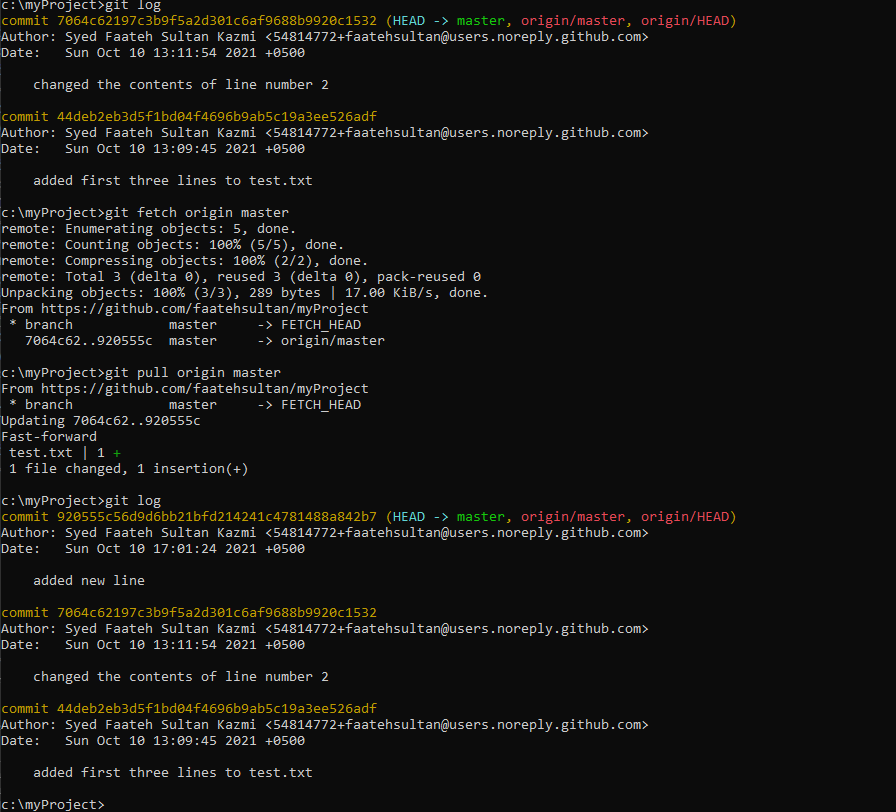 c:\myProject>git log
commit 7064c62197c3b9f5a2d301c6af9688b9920c1532 (HEAD -> master, origin/master, origin/HEAD)
Author: Syed Faateh Sultan Kazmi <54814772+faatehsultan@users.noreply.github.com>
Date:   Sun Oct 10 13:11:54 2021 +0500
    changed the contents of line number 2
commit 44deb2eb3d5f1bd04f4696b9ab5c19a3ee526adf
Author: Syed Faateh Sultan Kazmi <54814772+faatehsultan@users.noreply.github.com>
Date:   Sun Oct 10 13:09:45 2021 +0500
    added first three lines to test.txt
c:\myProject>git fetch origin master
remote: Enumerating objects: 5, done.
remote: Counting objects: 100% (5/5), done.
remote: Compressing objects: 100% (2/2), done.
remote: Total 3 (delta 0), reused 3 (delta 0), pack-reused 0
Unpacking objects: 100% (3/3), 289 bytes | 17.00 KiB/s, done.
From https://github.com/faatehsultan/myProject
 * branch            master     -> FETCH_HEAD
   7064c62..920555c  master     -> origin/master
c:\myProject>git pull origin master
From https://github.com/faatehsultan/myProject
 * branch            master     -> FETCH_HEAD
Updating 7064c62..920555c
Fast-forward
 test.txt | 1 +
 1 file changed, 1 insertion(+)
c:\myProject>git log
commit 920555c56d9d6bb21bfd214241c4781488a842b7 (HEAD -> master, origin/master, origin/HEAD)
Author: Syed Faateh Sultan Kazmi <54814772+faatehsultan@users.noreply.github.com>
Date:   Sun Oct 10 17:01:24 2021 +0500
    added new line
commit 7064c62197c3b9f5a2d301c6af9688b9920c1532
Author: Syed Faateh Sultan Kazmi <54814772+faatehsultan@users.noreply.github.com>
Date:   Sun Oct 10 13:11:54 2021 +0500
    changed the contents of line number 2
commit 44deb2eb3d5f1bd04f4696b9ab5c19a3ee526adf
Author: Syed Faateh Sultan Kazmi <54814772+faatehsultan@users.noreply.github.com>
Date:   Sun Oct 10 13:09:45 2021 +0500
    added first three lines to test.txt
c:\myProject>